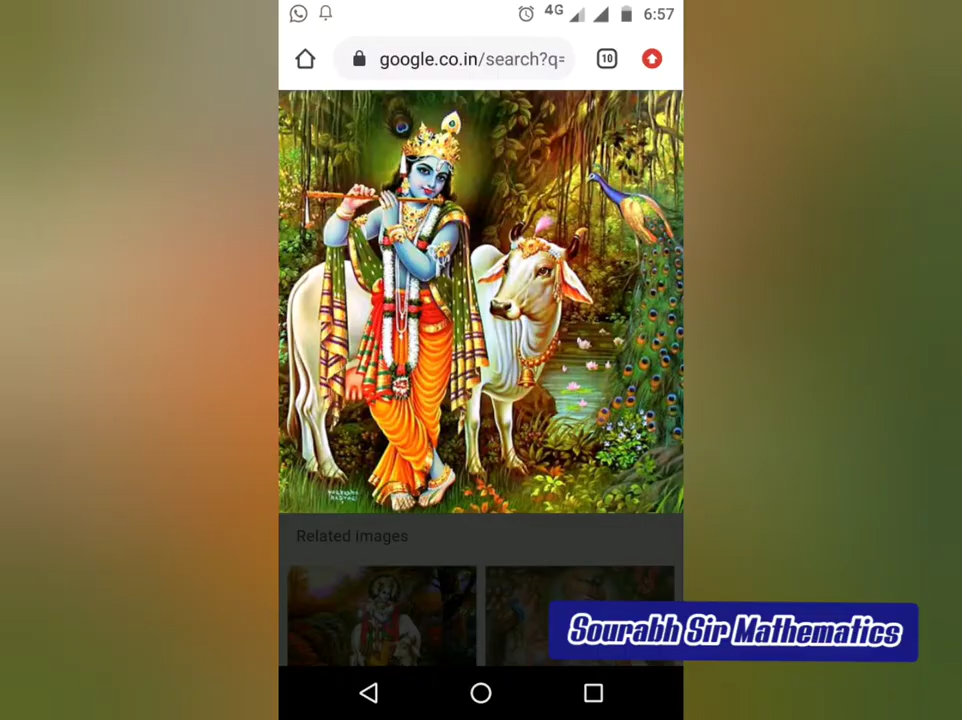 4G
6:57
google.co.in/search?q=
10
Related images
Sourabh Sir Mathematics